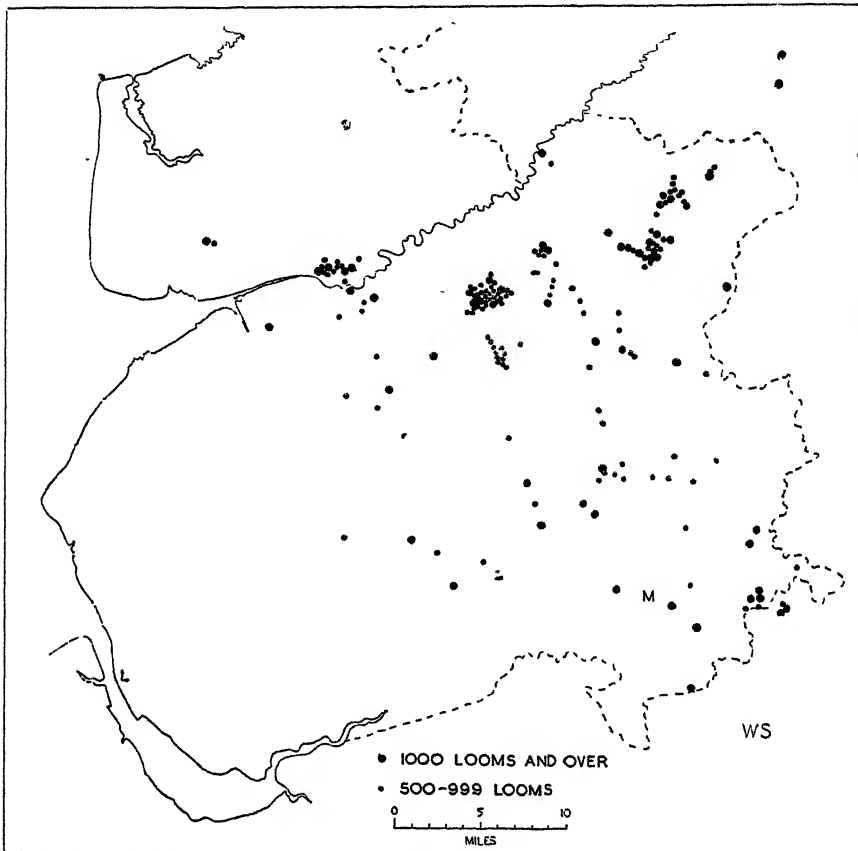 M
L
WS
1000 LOOMS AND OVER
500-999 LOOMS
0 5 10
MILES